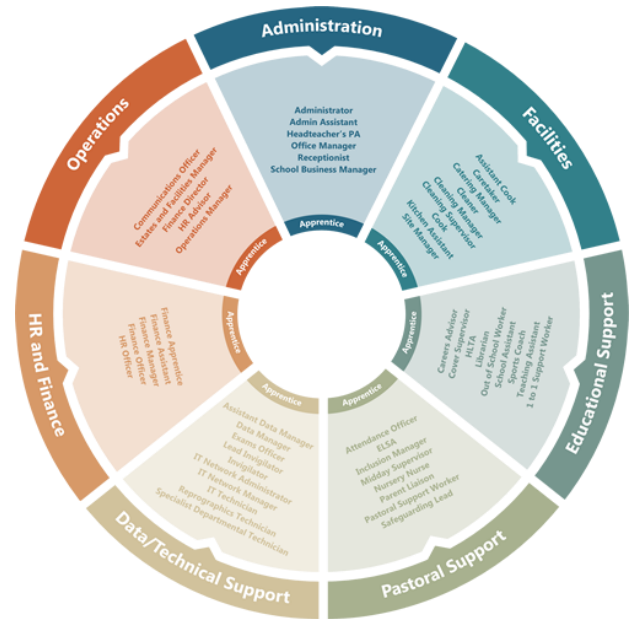 Administration
Administrator
Admin Assistant
Headteacher's PA
Office Manager
Receptionist
School Business Manager
Apprentice
Facilities
Assistant Cook
Caretaker
Catering Manager
Cleaner
Cleaning Manager
Cleaning Supervisor
Cook
Kitchen Assistant
Site Manager
Apprentice
Educational Support
Careers Advisor
Cover Supervisor
HLTA
Librarian
Out of School Worker
School Assistant
Sports Coach
Teaching Assistant
1 to 1 Support Worker
Apprentice
Pastoral Support
Attendance Officer
ELSA
Inclusion Manager
Midday Supervisor
Nursery Nurse
Parent Liaison
Pastoral Support Worker
Safeguarding Lead
Apprentice
Data/Technical Support
Assistant Data Manager
Data Manager
Exams Officer
Lead Invigilator
Invigilator
IT Network Administrator
IT Network Manager
IT Technician
Reprographics Technician
Specialist Departmental Technician
Apprentice
HR and Finance
Finance Apprentice
Finance Assistant
Finance Manager
Finance Officer
HR Officer
Apprentice
Operations
Communications Officer
Estates and Facilities Manager
Finance Director
HR Advisor
Operations Manager
Apprentice